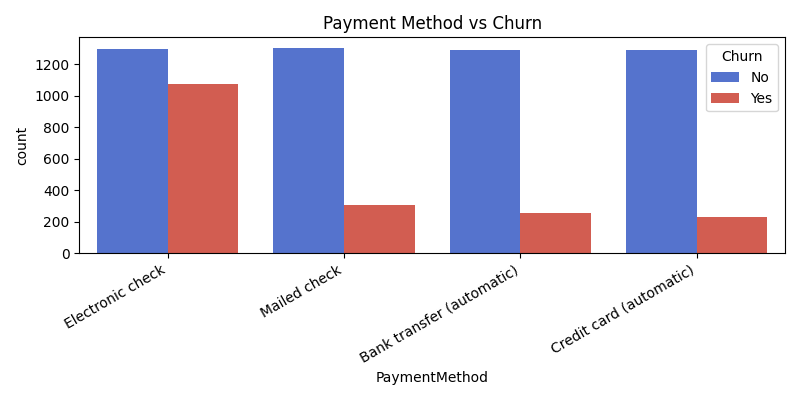 Payment Method vs Churn
count
1200
1000
800
600
400
200
0
Churn
No
Yes
Electronic check
Mailed check
Bank transfer (automatic)
Credit card (automatic)
PaymentMethod